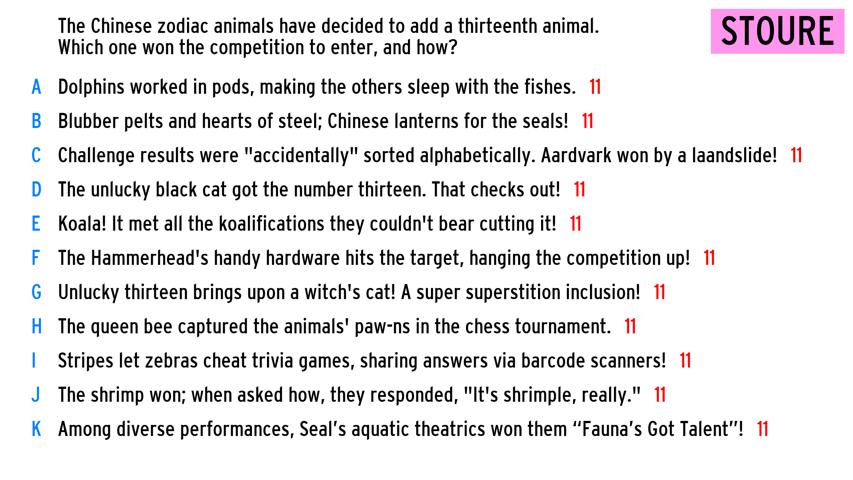 The Chinese zodiac animals have decided to add a thirteenth animal.
Which one won the competition to enter, and how?
STOURE
A Dolphins worked in pods, making the others sleep with the fishes. 11
B Blubber pelts and hearts of steel; Chinese lanterns for the seals! 11
C Challenge results were "accidentally" sorted alphabetically. Aardvark won by a laandslide! 11
D The unlucky black cat got the number thirteen. That checks out! 11
E Koala! It met all the koalifications they couldn't bear cutting it! 11
F The Hammerhead's handy hardware hits the target, hanging the competition up! 11
G Unlucky thirteen brings upon a witch's cat! A super superstition inclusion! 11
H The queen bee captured the animals' paw-ns in the chess tournament. 11
I Stripes let zebras cheat trivia games, sharing answers via barcode scanners! 11
J The shrimp won; when asked how, they responded, "It's shrimple, really." 11
K Among diverse performances, Seal’s aquatic theatrics won them “Fauna’s Got Talent”! 11